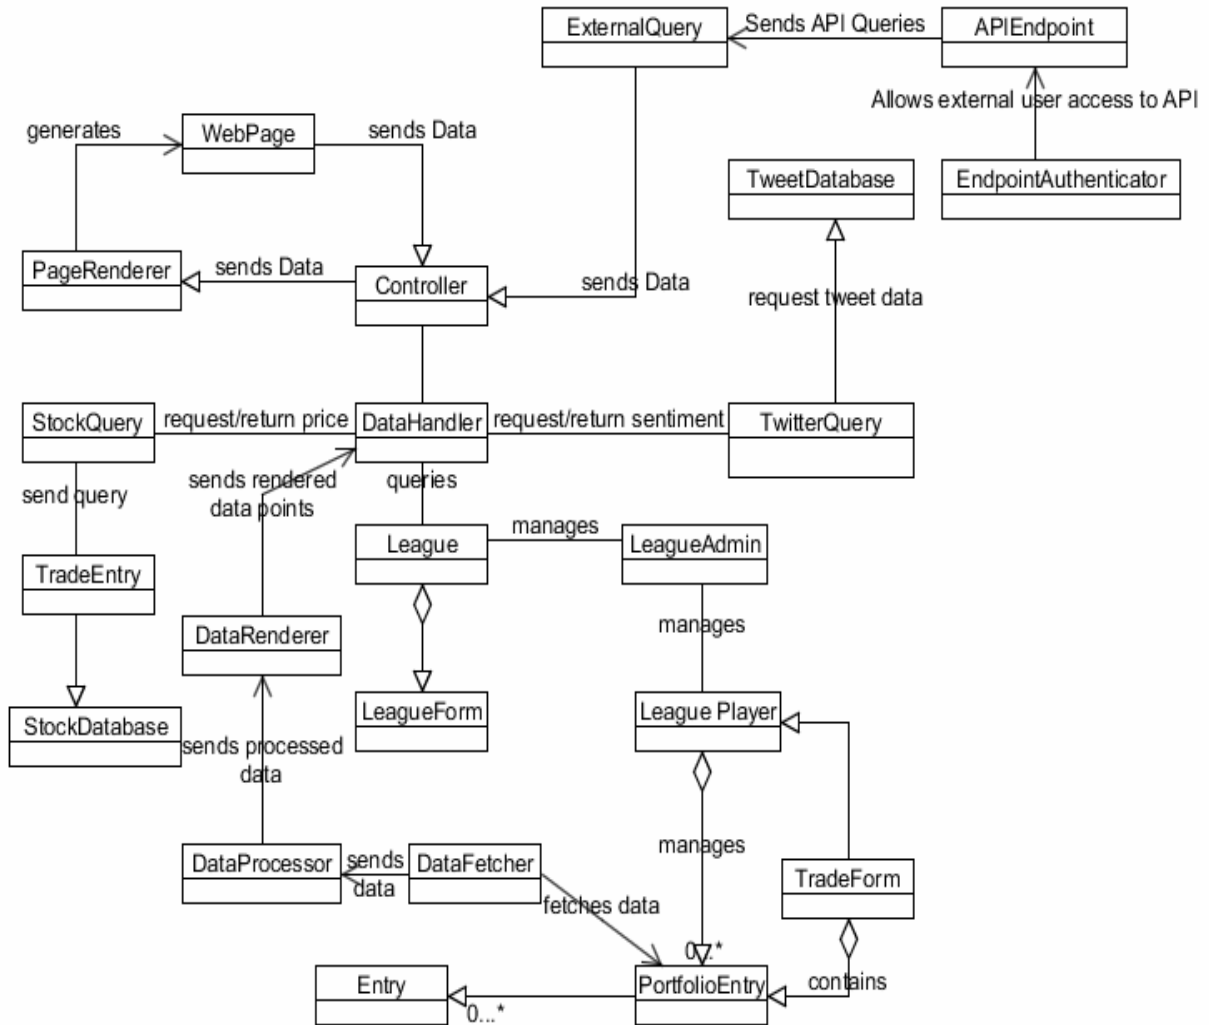 ExternalQuery
Sends API Queries
APIEndpoint
Allows external user access to API
generates
WebPage
sends Data
TweetDatabase
EndpointAuthenticator
PageRenderer
sends Data
Controller
sends Data
request tweet data
StockQuery
request/return price
DataHandler
request/return sentiment
TwitterQuery
send query
sends rendered
data points
queries
League
manages
LeagueAdmin
TradeEntry
DataRenderer
manages
StockDatabase
LeagueForm
League Player
sends processed
data
DataProcessor
sends
data
DataFetcher
manages
TradeForm
fetches data
0...*
Entry
0...*
PortfolioEntry
contains